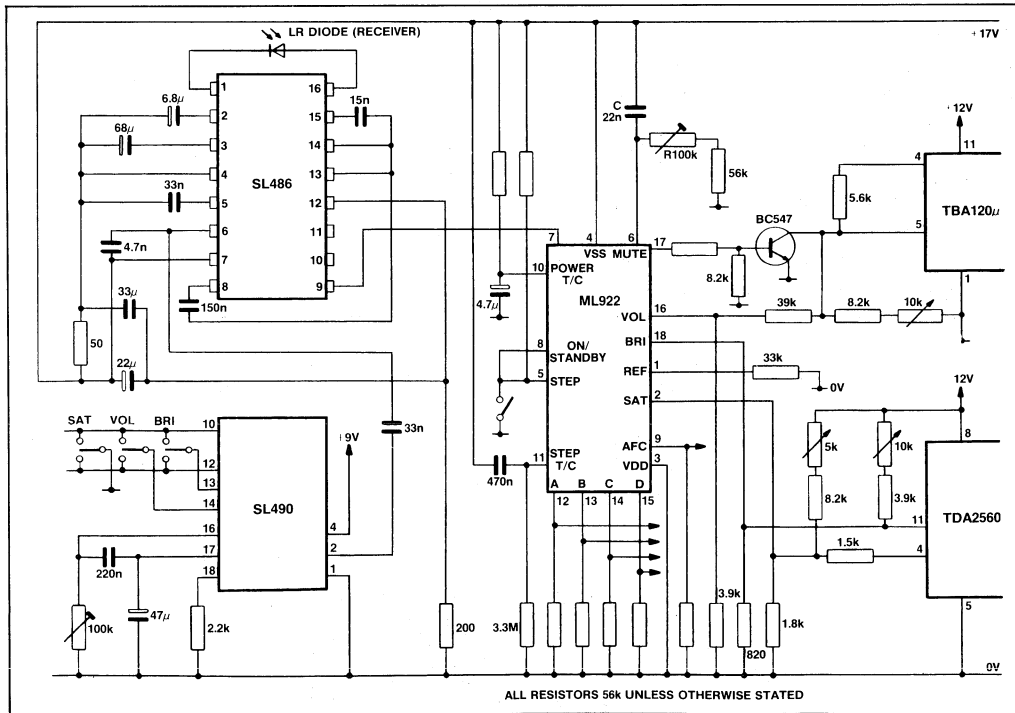 LR DIODE (RECEIVER)
+17V
1
16
6.8μ
2
15
15n
68μ
3
14
4
13
SL486
33n
5
12
6
11
4.7n
7
10
8
9
33μ
150n
50
22μ
C
22n
R100k
56k
+12V
11
4
5.6k
TBA120μ
5
BC547
1
7
4
6
VSS
MUTE
17
10
POWER
T/C
8.2k
4.7μ
ML922
VOL
16
39k
8.2k
10k
BRI
18
8
ON/
STANDBY
REF
1
33k
0V
5
STEP
SAT
2
12V
8
AFC
9
VDD
3
11
STEP
T/C
470n
A
B
C
D
12
13
14
15
5k
10k
8.2k
3.9k
11
TDA2560
1.5k
4
5
SAT
VOL
BRI
10
+9V
33n
12
13
14
SL490
16
4
17
2
18
1
220n
100k
47μ
2.2k
200
3.3M
3.9k
820
1.8k
0V
ALL RESISTORS 56k UNLESS OTHERWISE STATED